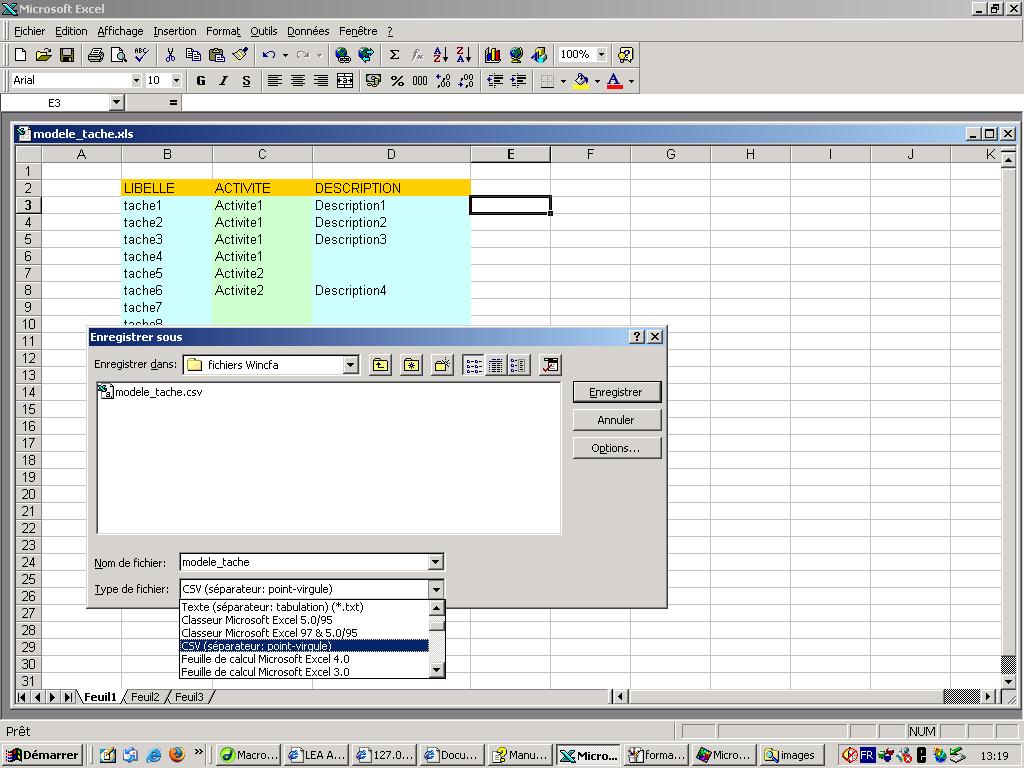 Microsoft Excel
Fichier Edition Affichage Insertion Format Outils Données Fenêtre ?
100%
Arial 10 G I S % 000
E3 =
modele_tache.xls
A B C D E F G H I J K
1
2 LIBELLE ACTIVITE DESCRIPTION
3 tache1 Activite1 Description1
4 tache2 Activite1 Description2
5 tache3 Activite1 Description3
6 tache4 Activite1
7 tache5 Activite2
8 tache6 Activite2 Description4
9 tache7
10 tache8
11
12
13
14
15
16
17
18
19
20
21
22
23
24
25
26
27
28
29
30
31
Enregistrer sous
Enregistrer dans: fichiers Wincfa
modele_tache.csv
Enregistrer
Annuler
Options...
Nom de fichier: modele_tache
Type de fichier: CSV (séparateur: point-virgule)
Texte (séparateur: tabulation) (*.txt)
Classeur Microsoft Excel 5.0/95
Classeur Microsoft Excel 97 & 5.0/95
CSV (séparateur: point-virgule)
Feuille de calcul Microsoft Excel 4.0
Feuille de calcul Microsoft Excel 3.0
Feuil1 Feuil2 Feuil3
Prêt NUM
Démarrer » Macro... LEA A... 127.0... Docu... Manu... Micro... forma... Micro... images FR 13:19